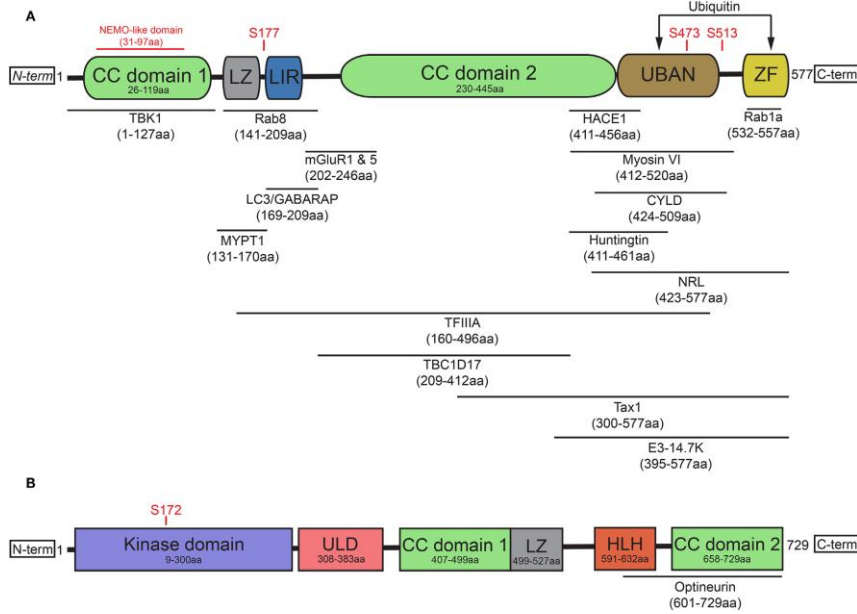 A
Ubiquitin
NEMO-like domain
(31-97aa)
S177
S473
S513
N-term 1
CC domain 1
26-119aa
LZ
LIR
CC domain 2
230-445aa
UBAN
ZF
577 C-term
TBK1
(1-127aa)
Rab8
(141-209aa)
HACE1
(411-456aa)
Rab1a
(532-557aa)
mGluR1 & 5
(202-246aa)
Myosin VI
(412-520aa)
LC3/GABARAP
(169-209aa)
CYLD
(424-509aa)
MYPT1
(131-170aa)
Huntingtin
(411-461aa)
NRL
(423-577aa)
TFIIIA
(160-496aa)
TBC1D17
(209-412aa)
Tax1
(300-577aa)
E3-14.7K
(395-577aa)
B
S172
N-term 1
Kinase domain
9-300aa
ULD
308-383aa
CC domain 1
407-499aa
LZ
499-527aa
HLH
591-632aa
CC domain 2
658-729aa
729 C-term
Optineurin
(601-729aa)